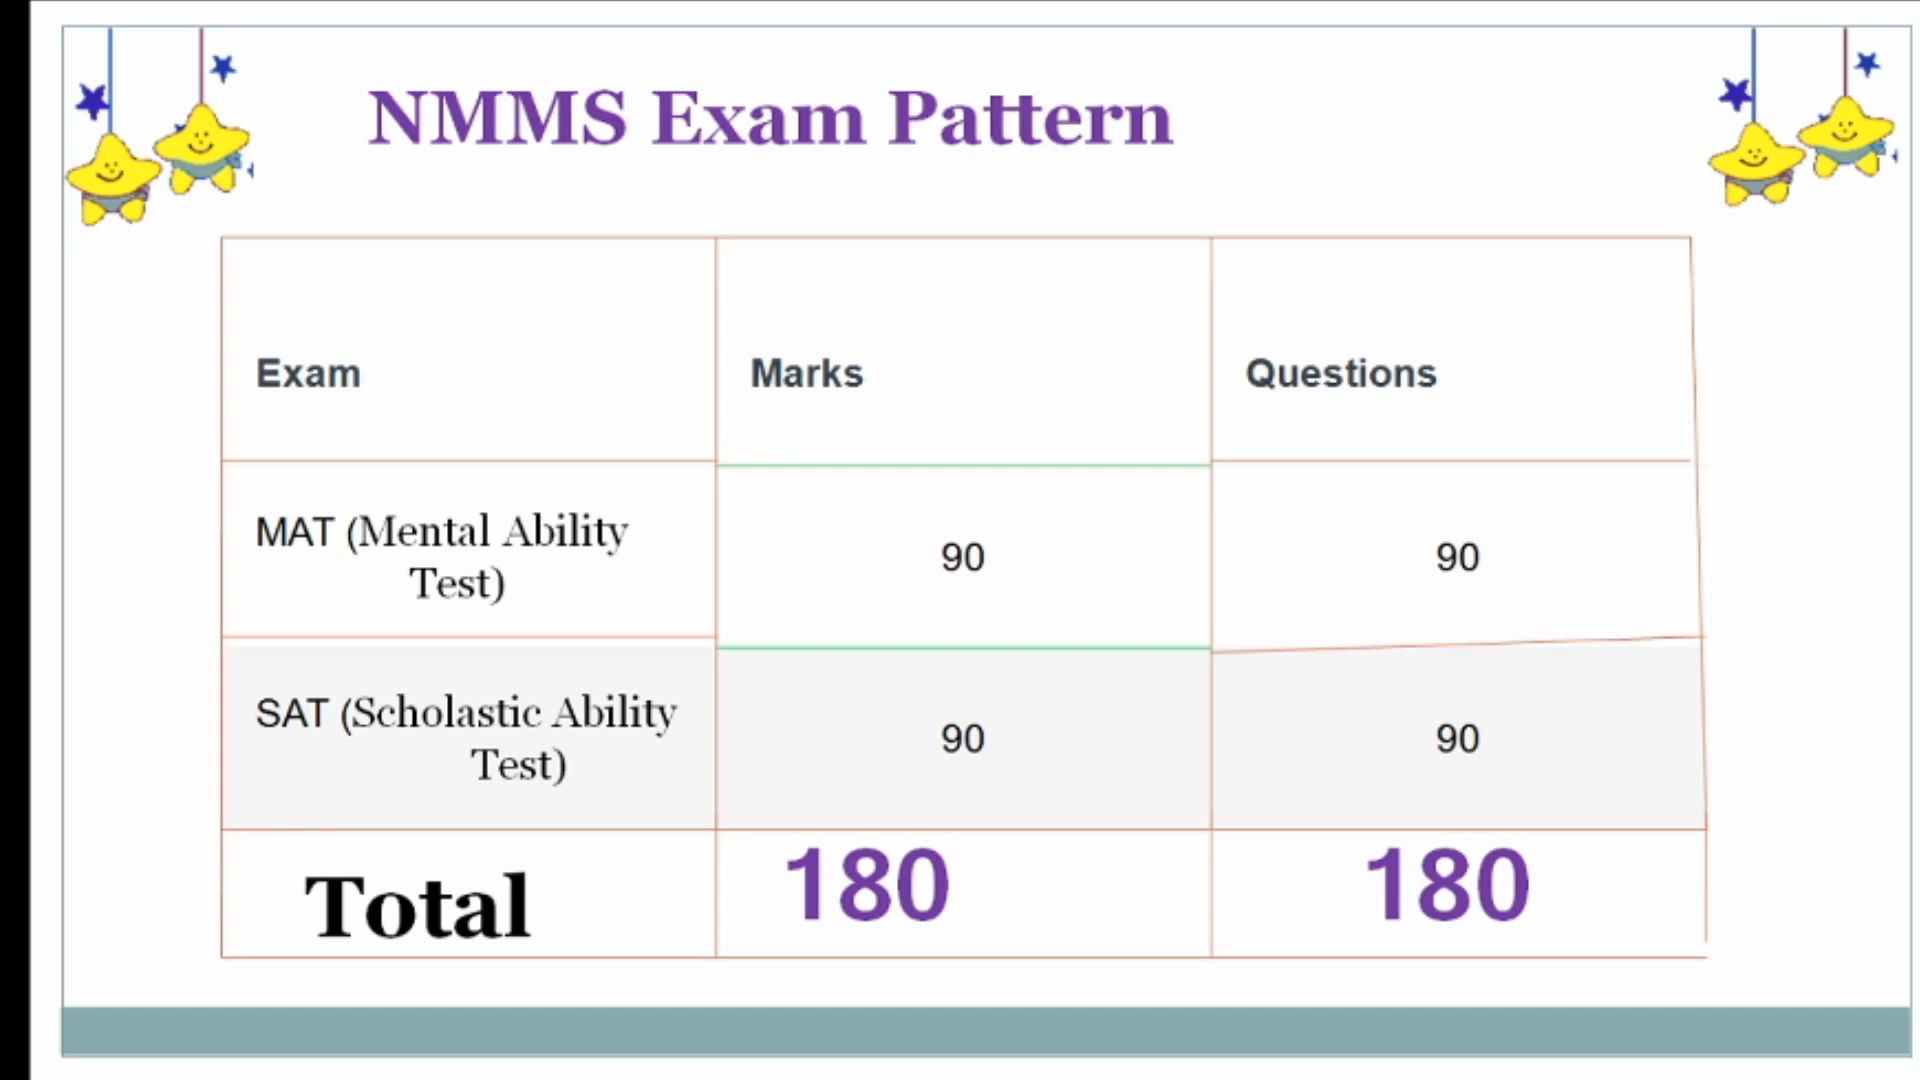 NMMS Exam Pattern
Exam Marks Questions
MAT (Mental Ability
Test)
90 90
SAT (Scholastic Ability
Test)
90 90
Total 180 180